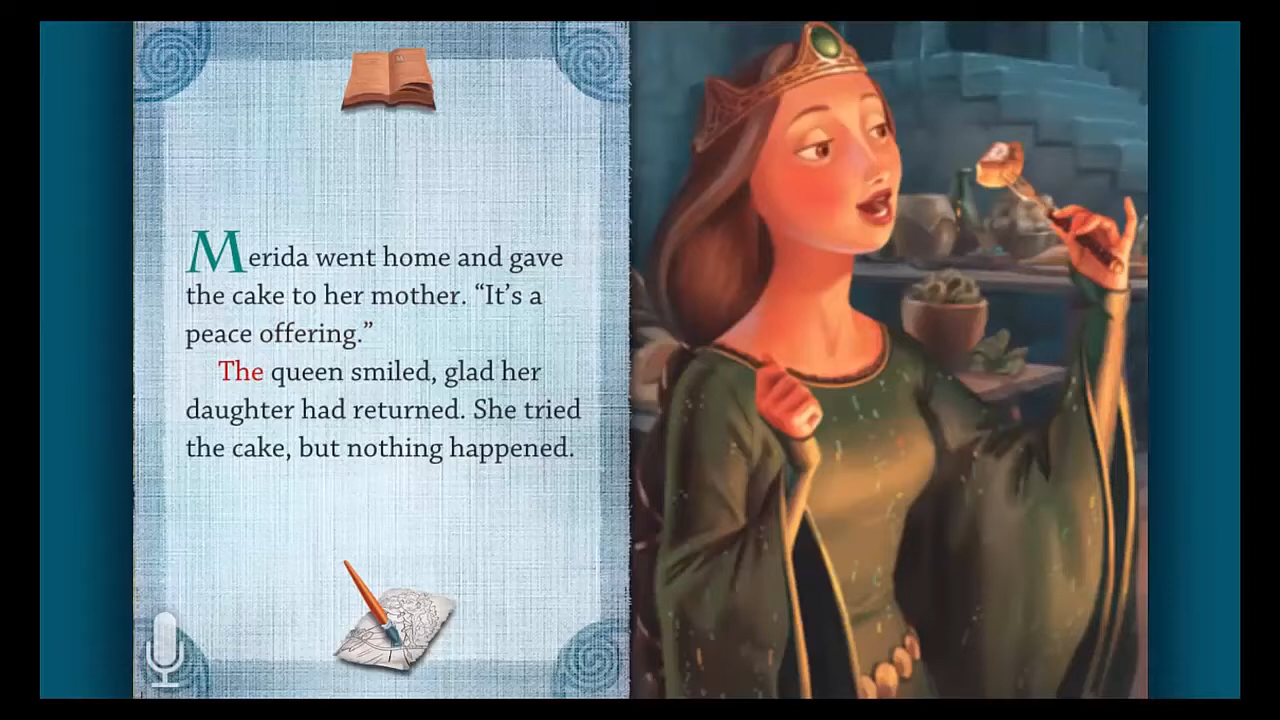 Merida went home and gave
the cake to her mother. “It’s a
peace offering.”
The queen smiled, glad her
daughter had returned. She tried
the cake, but nothing happened.